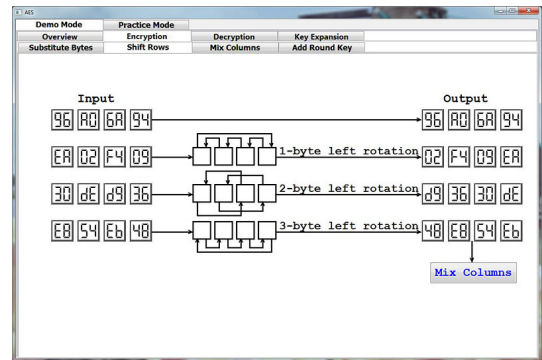 AES
Demo Mode Practice Mode
Overview Encryption Decryption Key Expansion
Substitute Bytes Shift Rows Mix Columns Add Round Key
Input Output
96 A0 6A 94 96 A0 6A 94
EA 02 F4 09 1-byte left rotation 02 F4 09 EA
30 dE d9 36 2-byte left rotation d9 36 30 dE
E8 54 Eb 48 3-byte left rotation 48 E8 54 Eb
Mix Columns